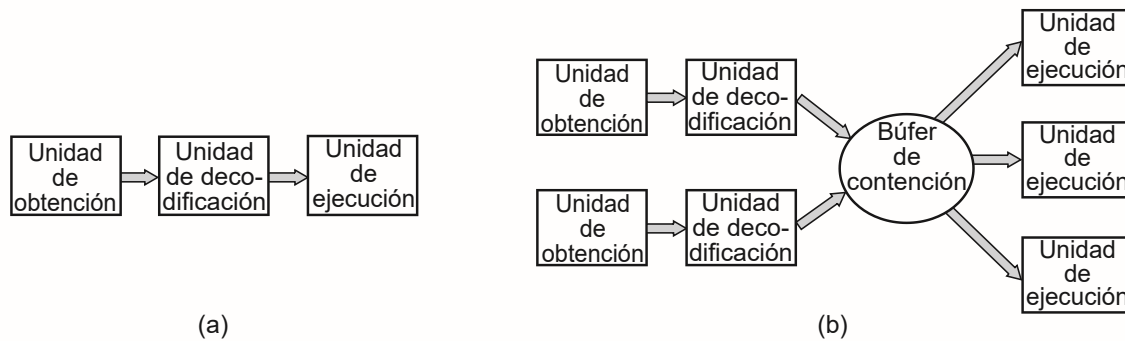 Unidad
de
obtención
Unidad
de deco-
dificación
Unidad
de
ejecución
(a)
Unidad
de
obtención
Unidad
de deco-
dificación
Unidad
de
obtención
Unidad
de deco-
dificación
Búfer
de
contención
Unidad
de
ejecución
Unidad
de
ejecución
Unidad
de
ejecución
(b)